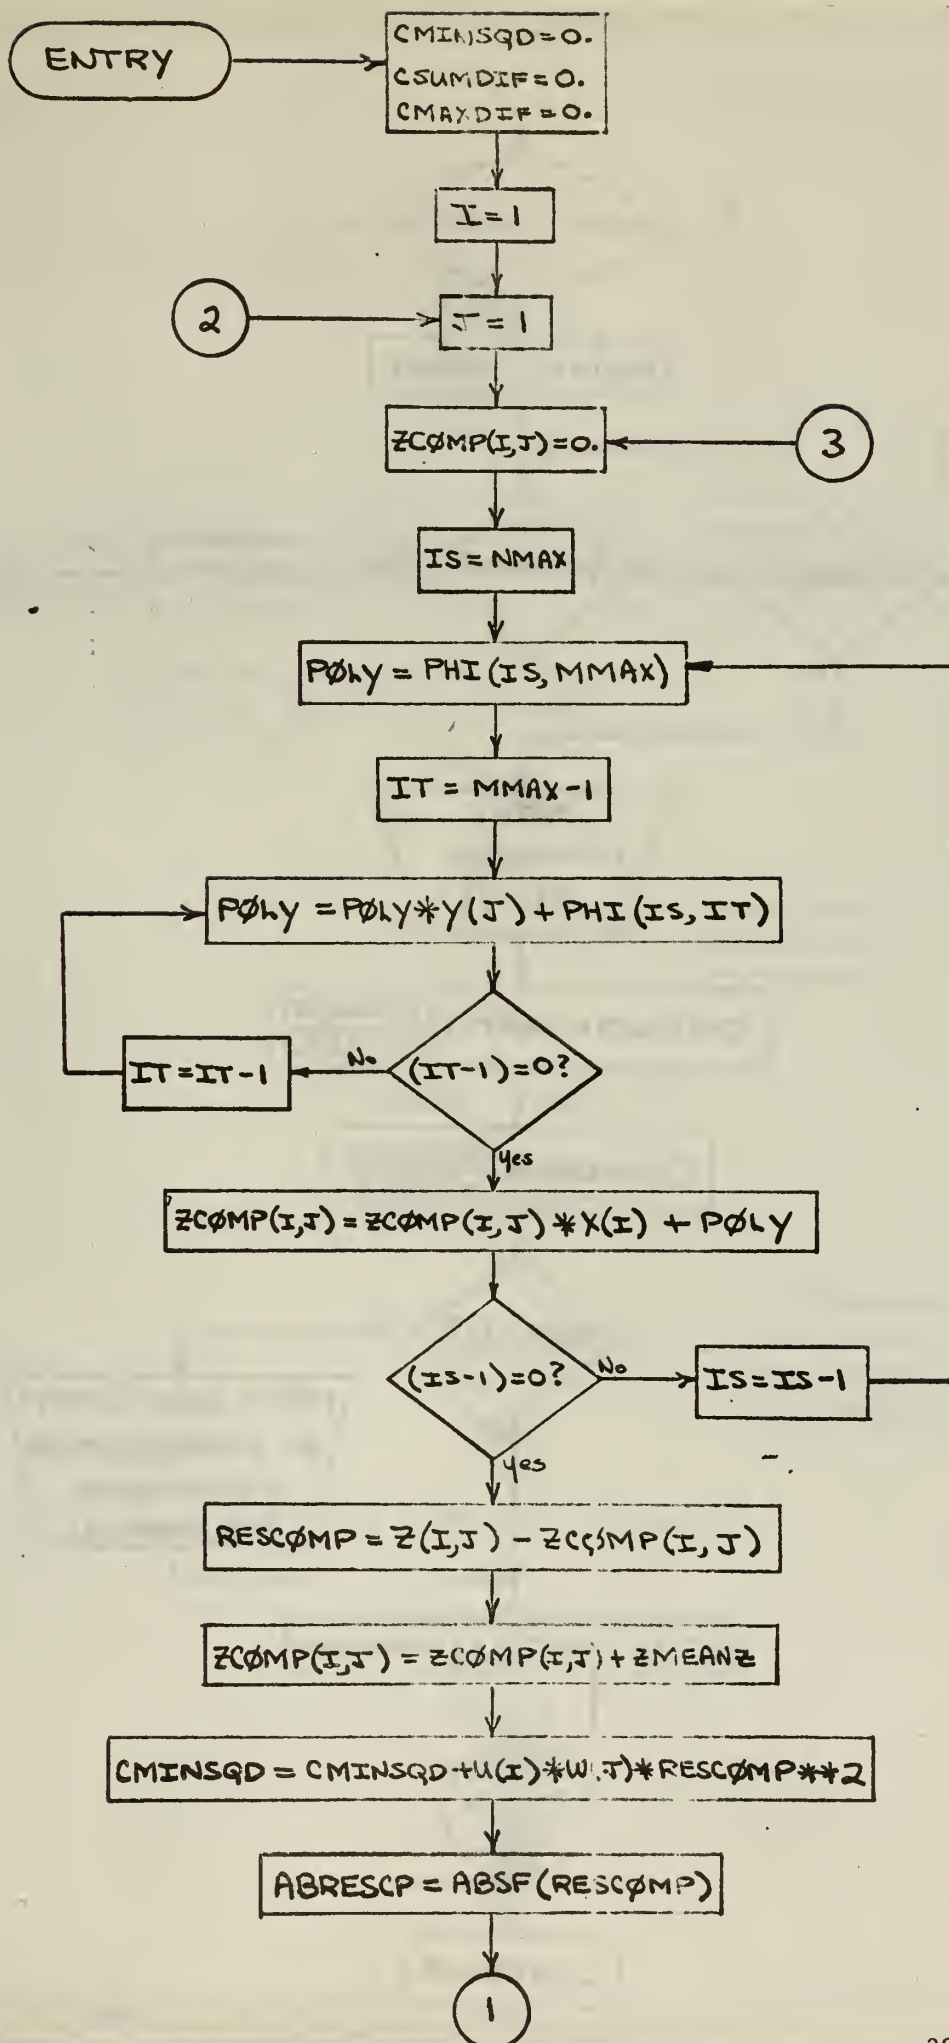 ENTRY
CMINSQD=0.
CSUMDIF=0.
CMAXDIF=0.
I=1
2
J=1
ZCØMP(I,J)=0.
3
IS=NMAX
PØLY = PHI(IS, MMAX)
IT = MMAX-1
PØLY = PØLY*Y(J) + PHI(IS, IT)
IT=IT-1
No
(IT-1)=0?
yes
ZCØMP(I,J)=ZCØMP(I,J)*X(I) + PØLY
(IS-1)=0?
No
IS=IS-1
yes
RESCØMP = Z(I,J) - ZCØMP(I, J)
ZCØMP(I,J) = ZCØMP(I,J) + ZMEANZ
CMINSQD = CMINSQD+U(I)*W(J)*RESCØMP**2
ABRESCP = ABSF(RESCØMP)
1